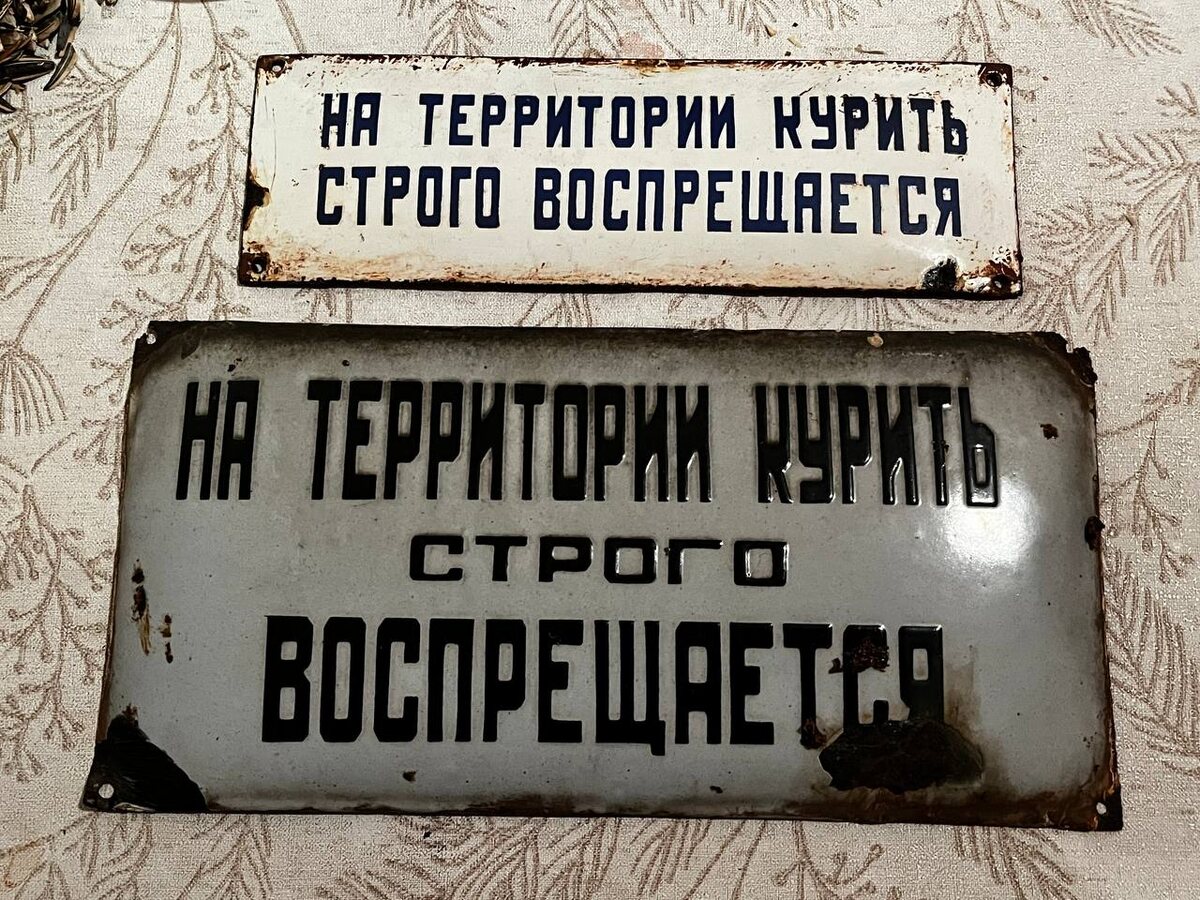 НА ТЕРРИТОРИИ КУРИТЬ
СТРОГО ВОСПРЕЩАЕТСЯ
НА ТЕРРИТОРИИ КУРИТЬ
СТРОГО
ВОСПРЕЩАЕТСЯ